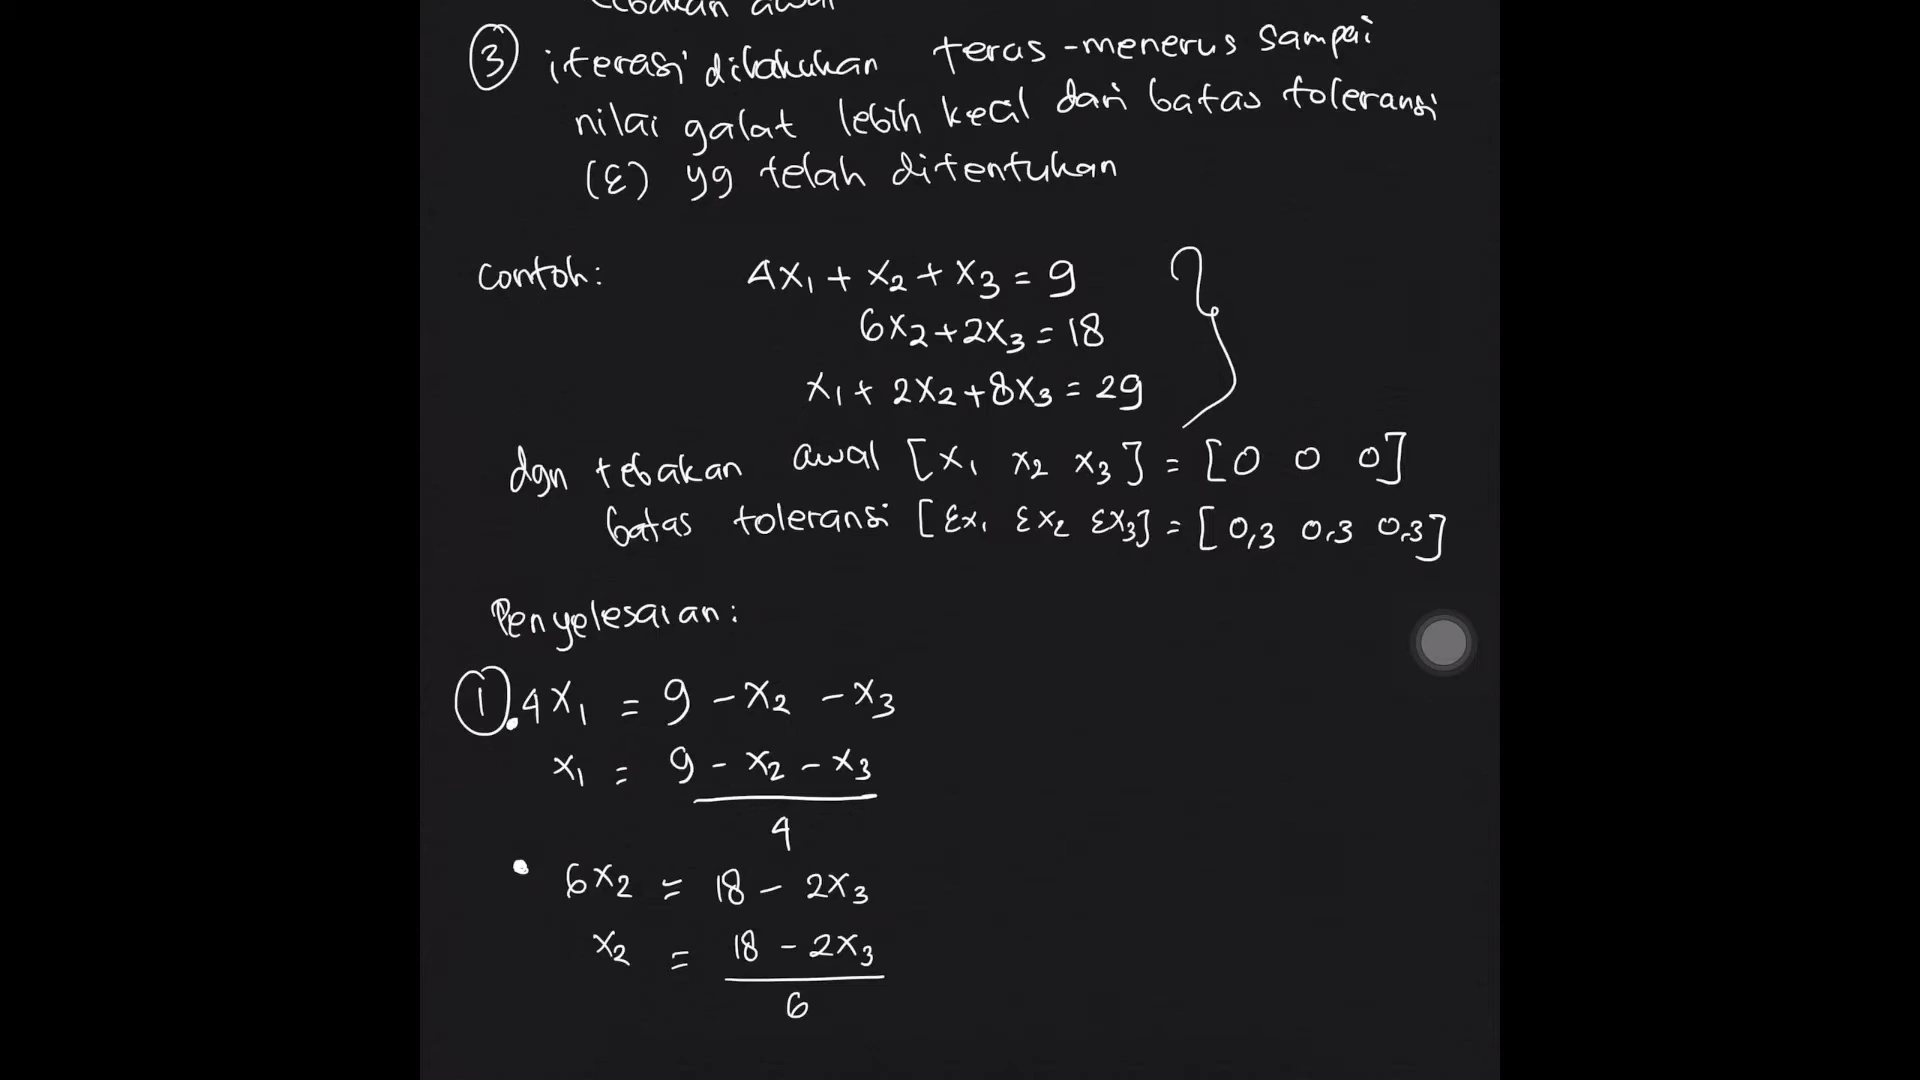 tebakan awal
③ iterasi dilakukan terus-menerus sampai
nilai galat lebih kecil dari batas toleransi
(ε) yg telah ditentukan
Contoh: 4x₁ + x₂ + x₃ = 9
6x₂ + 2x₃ = 18
x₁ + 2x₂ + 8x₃ = 29
dgn tebakan awal [x₁ x₂ x₃] = [0 0 0]
batas toleransi [εx₁ εx₂ εx₃] = [0,3 0,3 0,3]
Penyelesaian:
①. 4x₁ = 9 - x₂ - x₃
x₁ = 9 - x₂ - x₃
4
• 6x₂ = 18 - 2x₃
x₂ = 18 - 2x₃
6